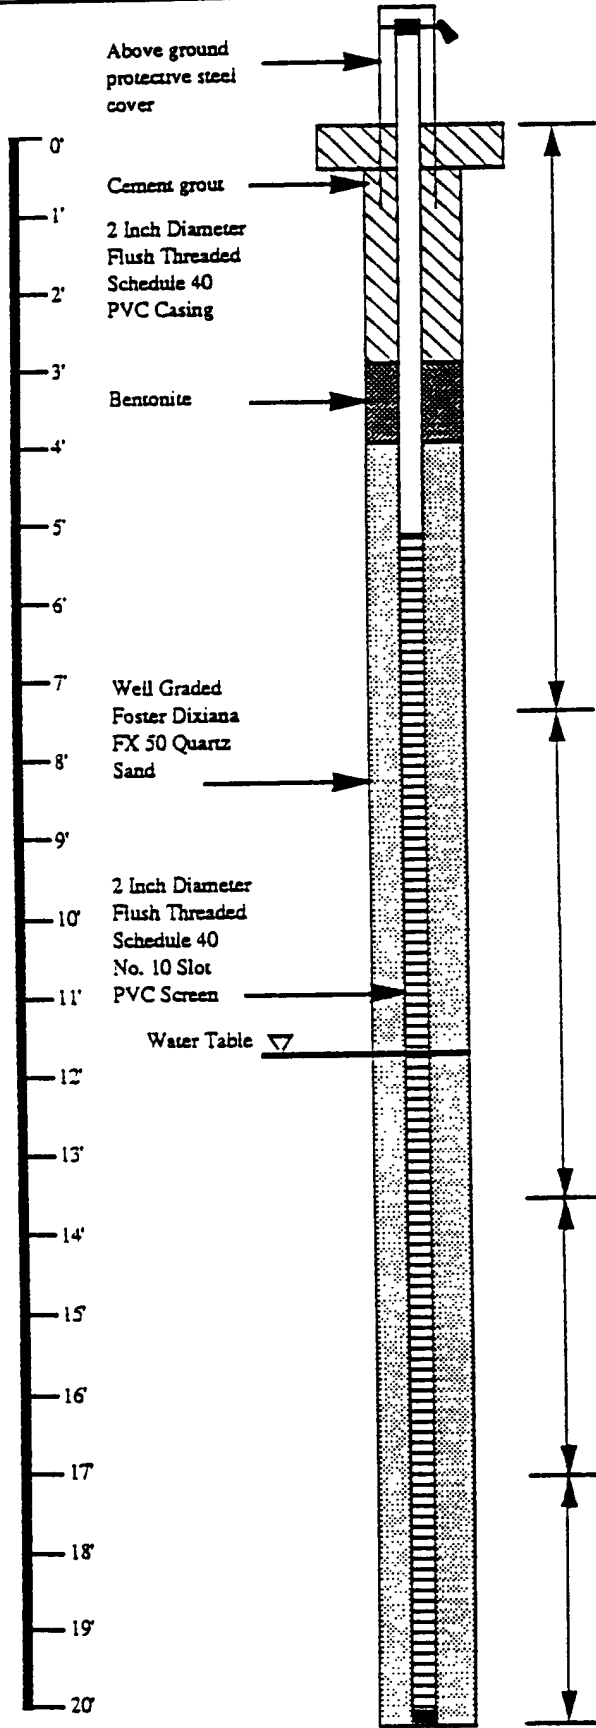 Above ground
protective steel
cover
0'
Cement grout
1'
2 Inch Diameter
Flush Threaded
Schedule 40
PVC Casing
2'
3'
Bentonite
4'
5'
6'
7'
Well Graded
Foster Dixiana
FX 50 Quartz
Sand
8'
9'
2 Inch Diameter
Flush Threaded
Schedule 40
No. 10 Slot
PVC Screen
10'
11'
Water Table
12'
13'
14'
15'
16'
17'
18'
19'
20'